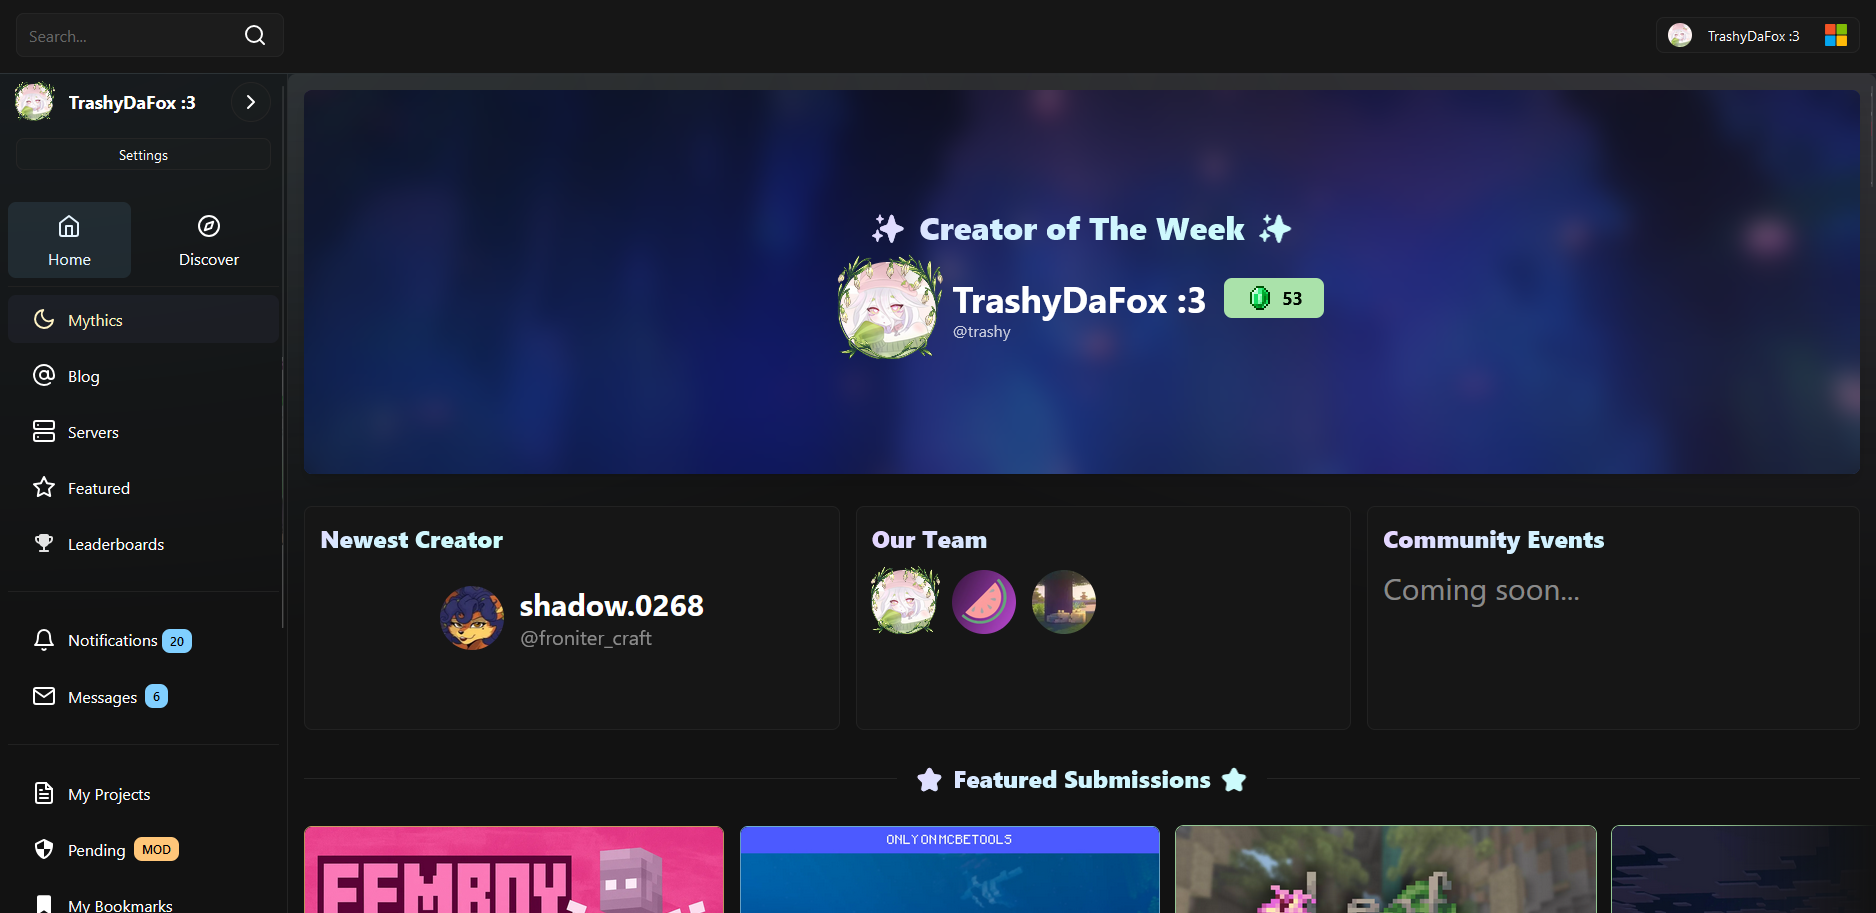 Search...
TrashyDaFox :3
TrashyDaFox :3
Settings
Home
Discover
Mythics
Blog
Servers
Featured
Leaderboards
Notifications 20
Messages 6
My Projects
Pending MOD
My Bookmarks
Creator of The Week
TrashyDaFox :3 53
@trashy
Newest Creator
shadow.0268
@froniter_craft
Our Team
Community Events
Coming soon...
Featured Submissions
FEMBOY
ONLY ON MCBETOOLS